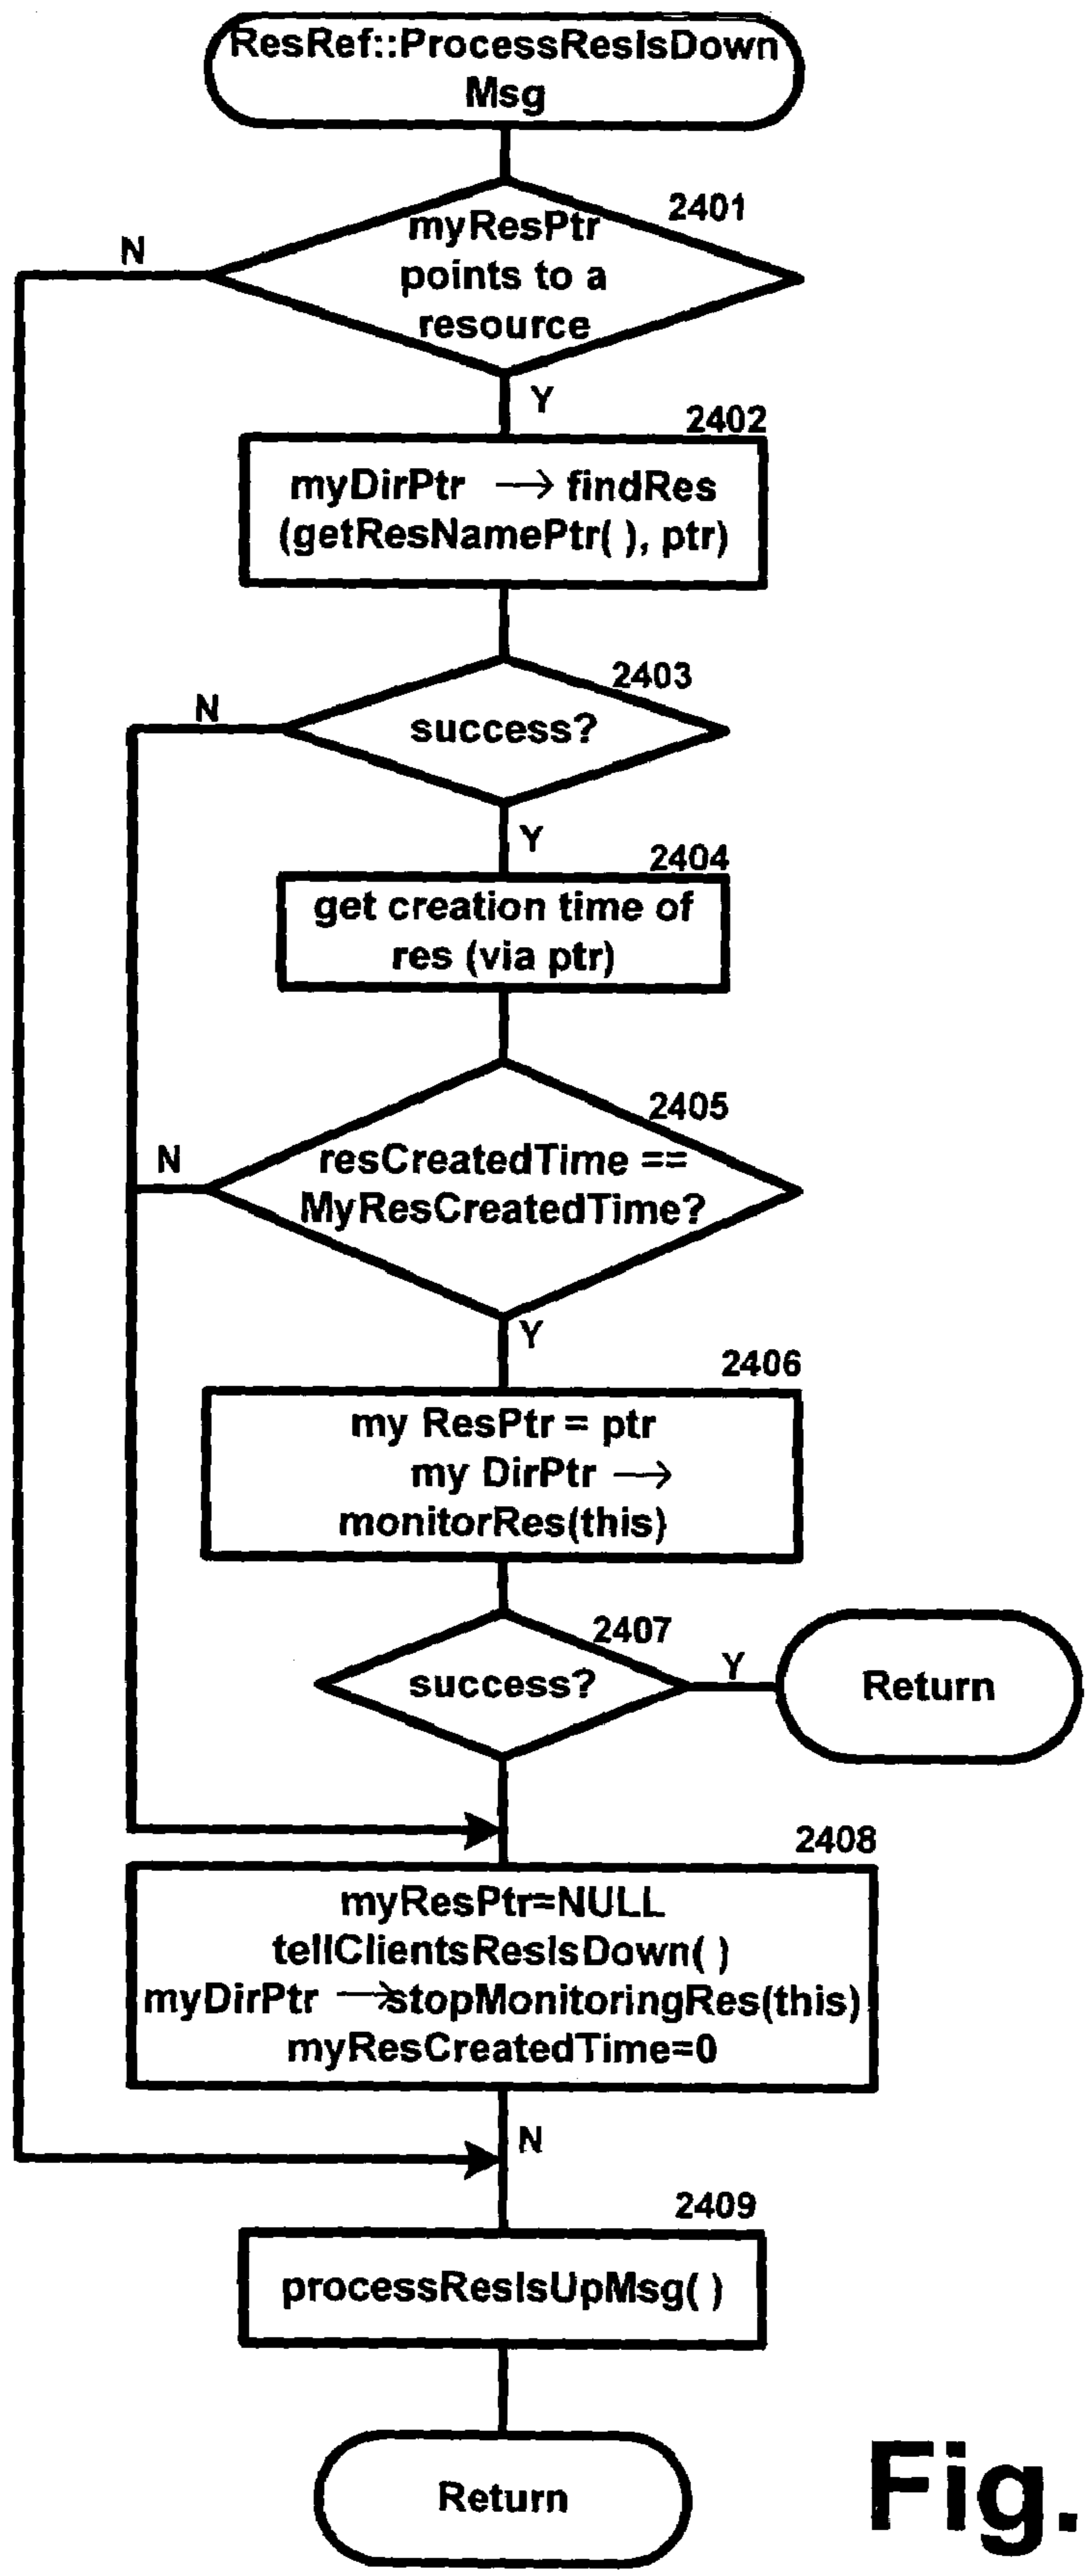 ResRef::ProcessResIsDown
Msg
2401
N
myResPtr
points to a
resource
Y
2402
myDirPtr → findRes
(getResNamePtr( ), ptr)
2403
N
success?
Y
2404
get creation time of
res (via ptr)
2405
N
resCreatedTime ==
MyResCreatedTime?
Y
2406
my ResPtr = ptr
my DirPtr →
monitorRes(this)
2407
success?
Y
Return
2408
myResPtr=NULL
tellClientsResIsDown( )
myDirPtr →stopMonitoringRes(this)
myResCreatedTime=0
N
2409
processResIsUpMsg( )
Return
Fig.